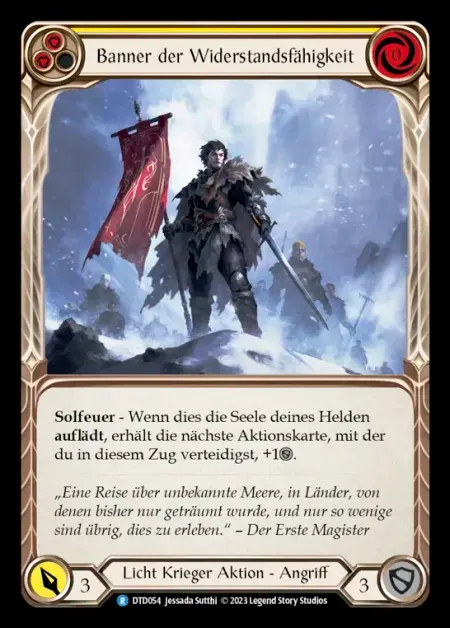 Banner der Widerstandsfähigkeit
0
Solfeuer - Wenn dies die Seele deines Helden
auflädt, erhält die nächste Aktionskarte, mit der
du in diesem Zug verteidigst, +1.
„Eine Reise über unbekannte Meere, in Länder, von
denen bisher nur geträumt wurde, und nur so wenige
sind übrig, dies zu erleben.“ – Der Erste Magister
3
Licht Krieger Aktion - Angriff
3
R DTD054 Jessada Sutthi © 2023 Legend Story Studios